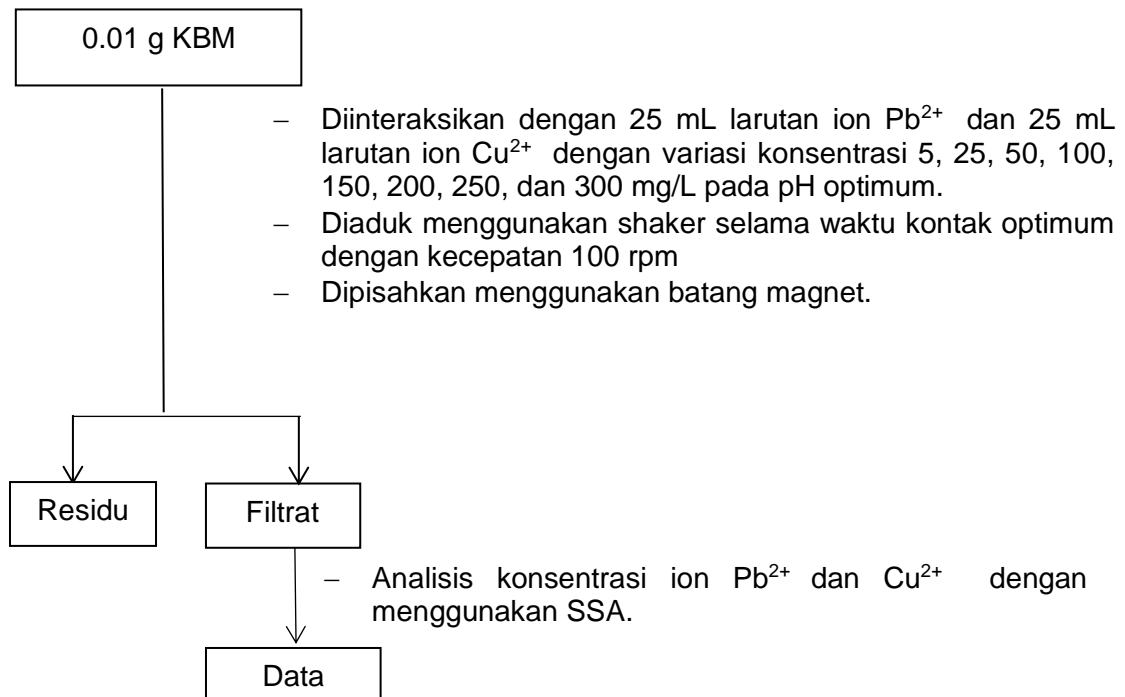 0.01 g KBM
– Diinteraksikan dengan 25 mL larutan ion Pb²⁺ dan 25 mL
larutan ion Cu²⁺ dengan variasi konsentrasi 5, 25, 50, 100,
150, 200, 250, dan 300 mg/L pada pH optimum.
– Diaduk menggunakan shaker selama waktu kontak optimum
dengan kecepatan 100 rpm
– Dipisahkan menggunakan batang magnet.
Residu
Filtrat
– Analisis konsentrasi ion Pb²⁺ dan Cu²⁺ dengan
menggunakan SSA.
Data